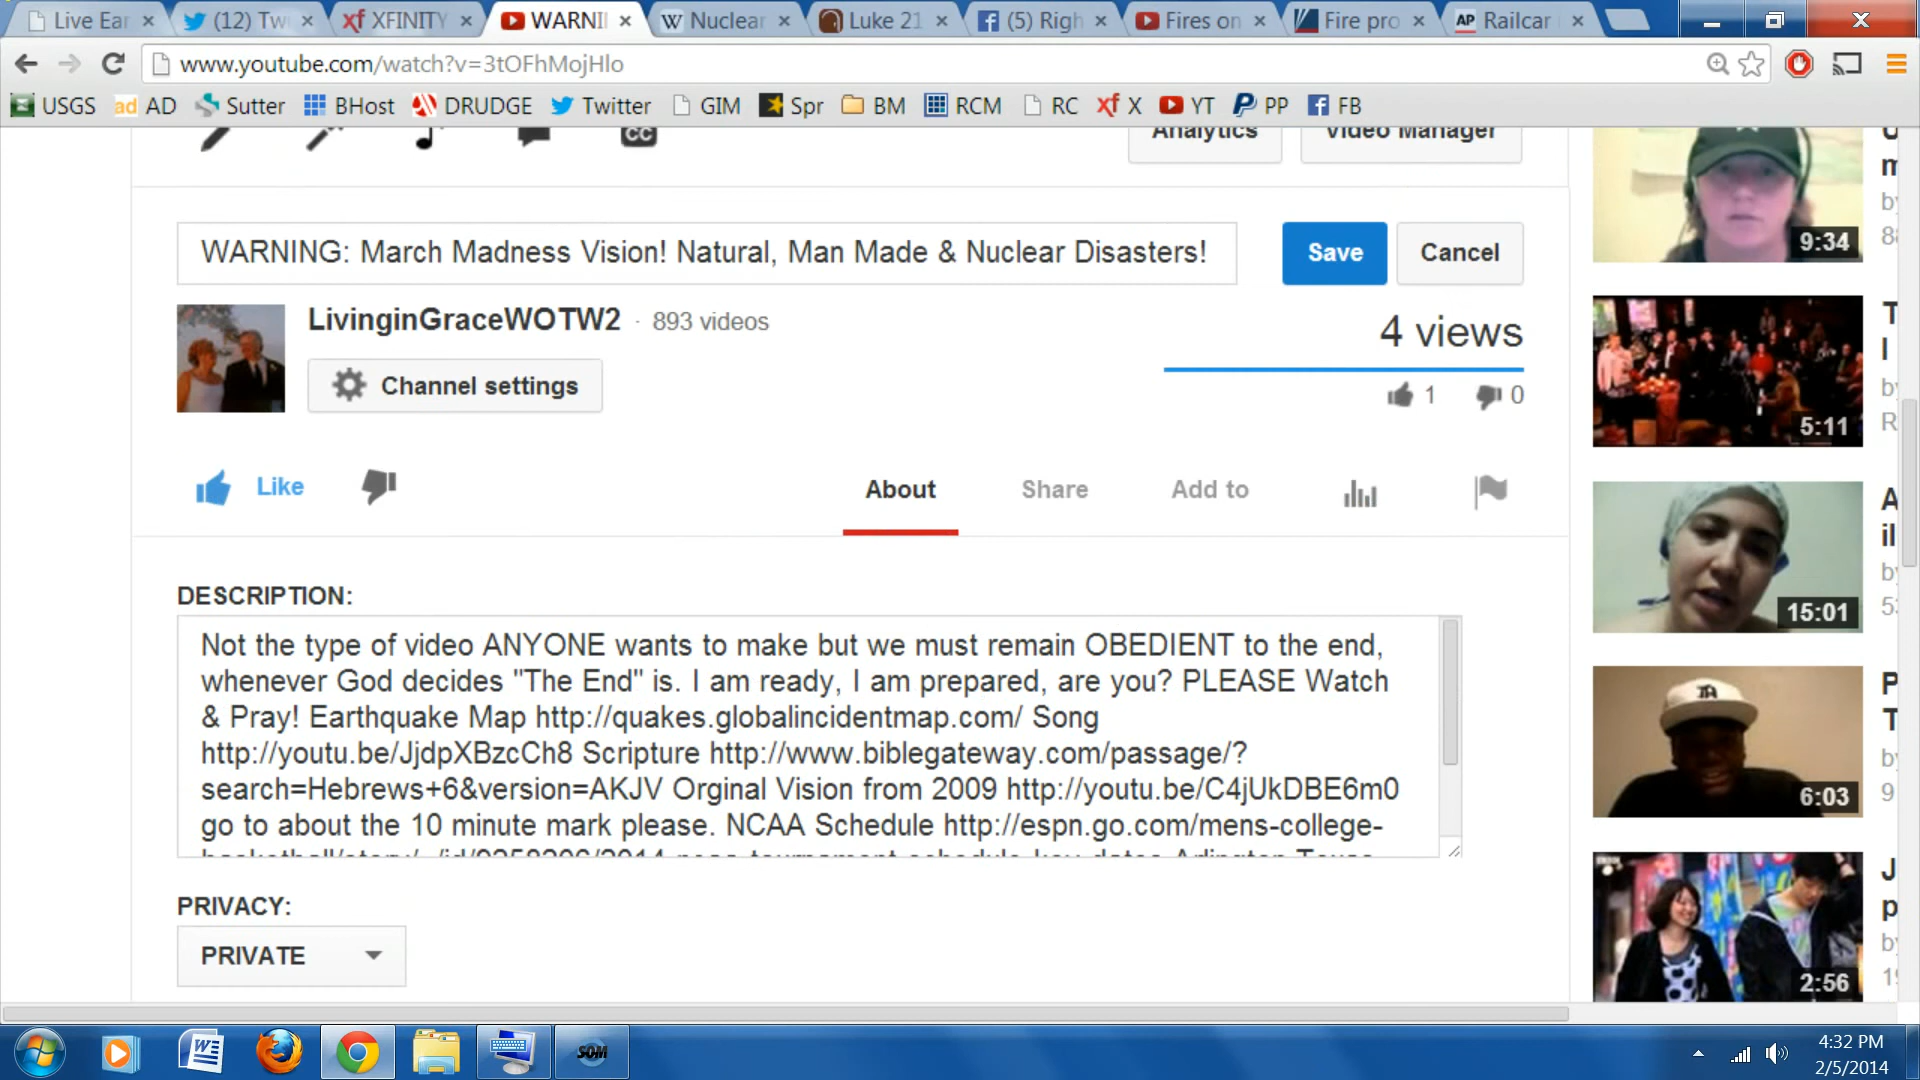 Live Ear
(12) Tw
XFINITY
WARNI
Nuclear
Luke 21
(5) Righ
Fires on
Fire pro
AP Railcar
www.youtube.com/watch?v=3tOFhMojHlo
USGS
ad AD
Sutter
BHost
DRUDGE
Twitter
GIM
Spr
BM
RCM
RC
xf X
YT
PP
FB
CC
Analytics
Video Manager
WARNING: March Madness Vision! Natural, Man Made & Nuclear Disasters!
Save
Cancel
LivinginGraceWOTW2 · 893 videos
Channel settings
4 views
1
0
Like
About
Share
Add to
DESCRIPTION:
Not the type of video ANYONE wants to make but we must remain OBEDIENT to the end,
whenever God decides "The End" is. I am ready, I am prepared, are you? PLEASE Watch
& Pray! Earthquake Map http://quakes.globalincidentmap.com/ Song
http://youtu.be/JjdpXBzcCh8 Scripture http://www.biblegateway.com/passage/?
search=Hebrews+6&version=AKJV Orginal Vision from 2009 http://youtu.be/C4jUkDBE6m0
go to about the 10 minute mark please. NCAA Schedule http://espn.go.com/mens-college-
PRIVACY:
PRIVATE
9:34
5:11
15:01
6:03
2:56
SOM
4:32 PM
2/5/2014